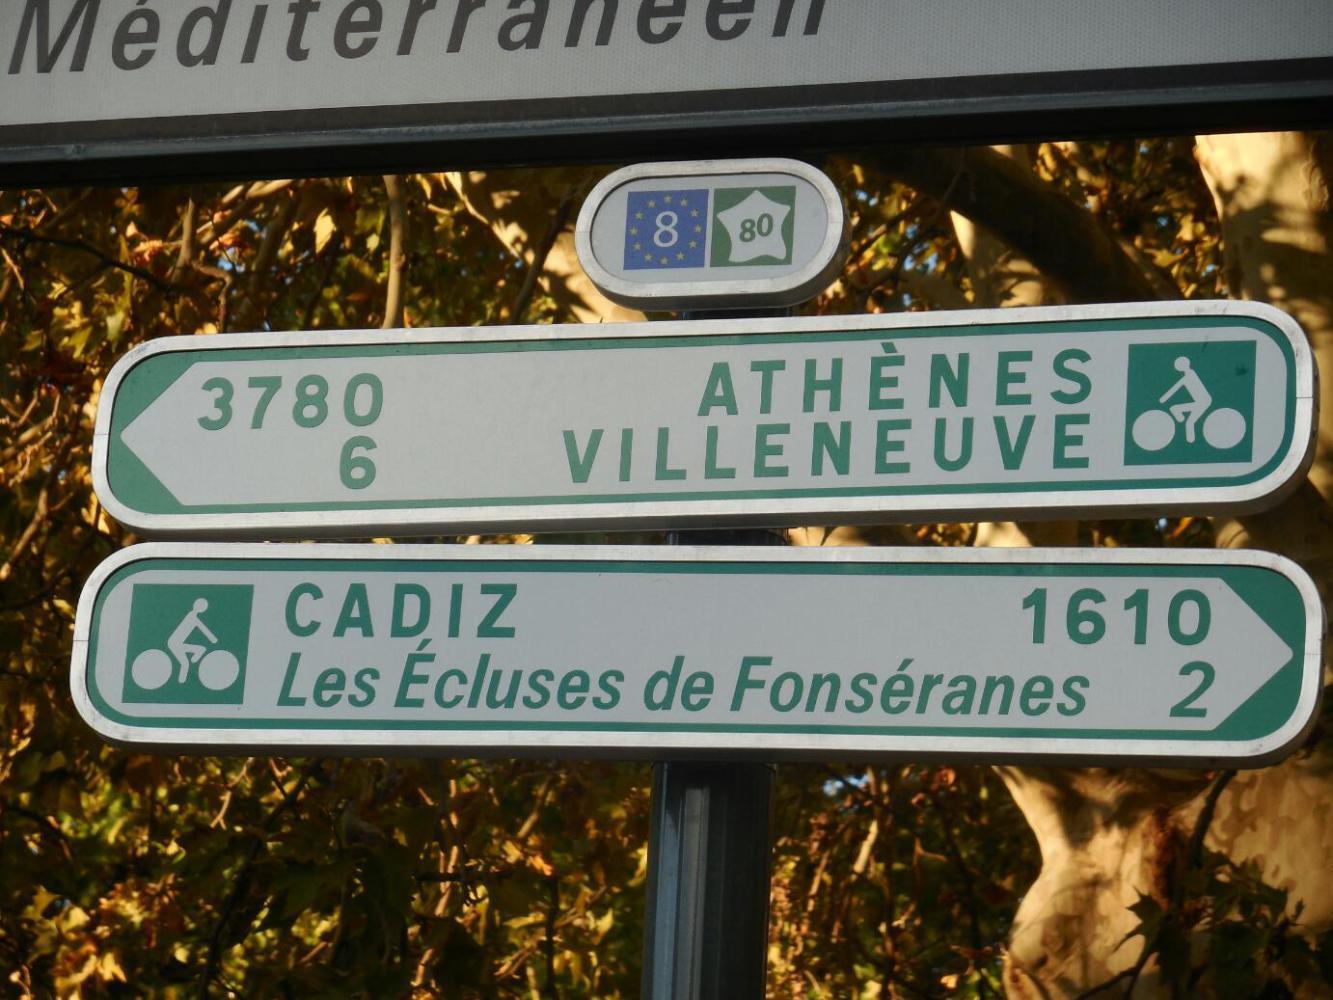 Méditerranéen
8 80
3780 ATHÈNES
6 VILLENEUVE
CADIZ 1610
Les Écluses de Fonséranes 2